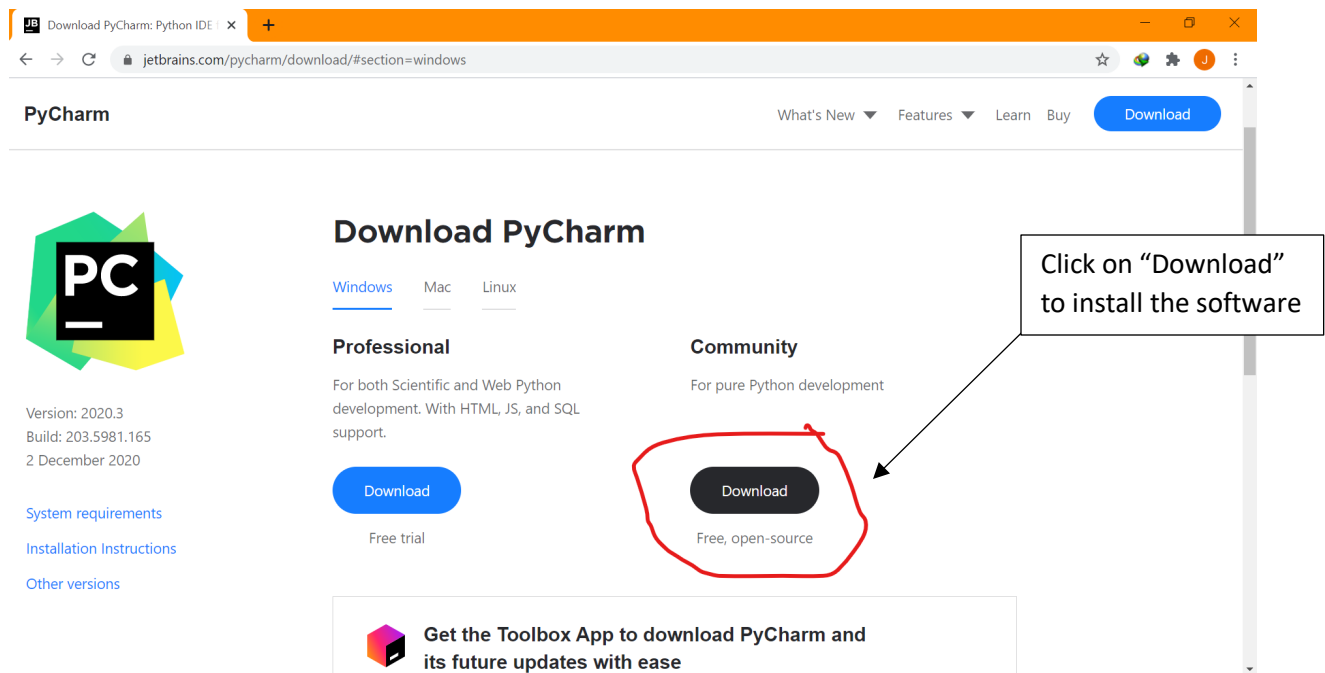 JB
Download PyCharm: Python IDE f
jetbrains.com/pycharm/download/#section=windows
J
PyCharm
What's New
Features
Learn
Buy
Download
PC
Download PyCharm
Windows
Mac
Linux
Click on “Download”
to install the software
Professional
For both Scientific and Web Python
development. With HTML, JS, and SQL
support.
Download
Free trial
Community
For pure Python development
Download
Free, open-source
Version: 2020.3
Build: 203.5981.165
2 December 2020
System requirements
Installation Instructions
Other versions
Get the Toolbox App to download PyCharm and
its future updates with ease